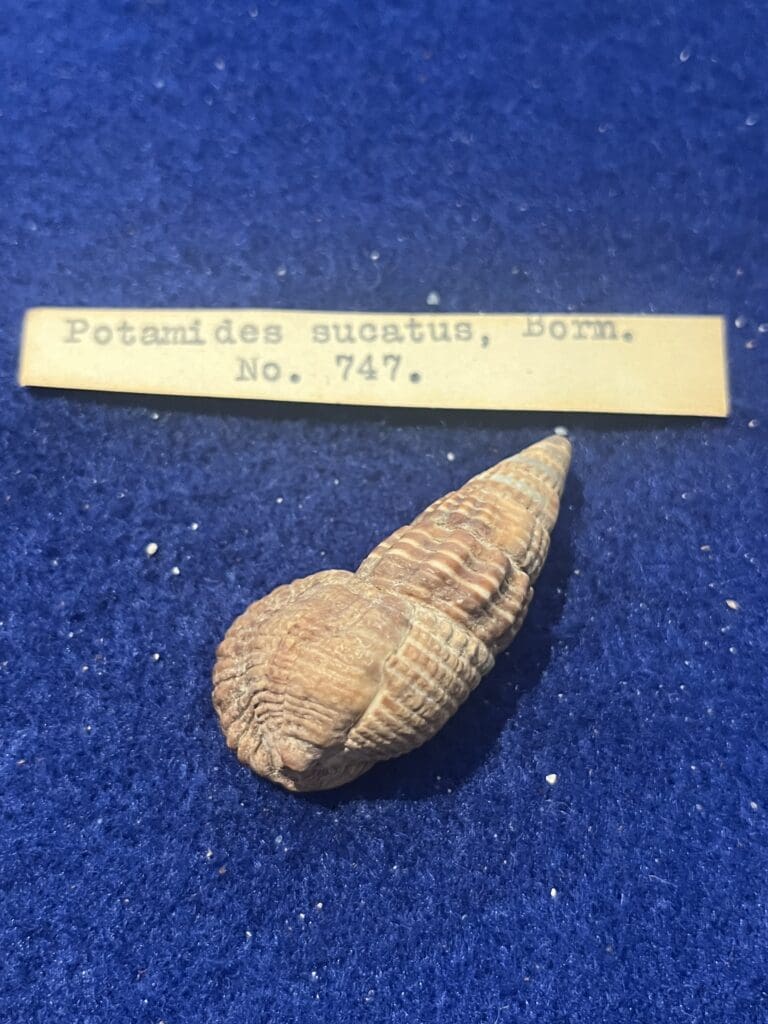 Potamides sucatus, Born.
No. 747.